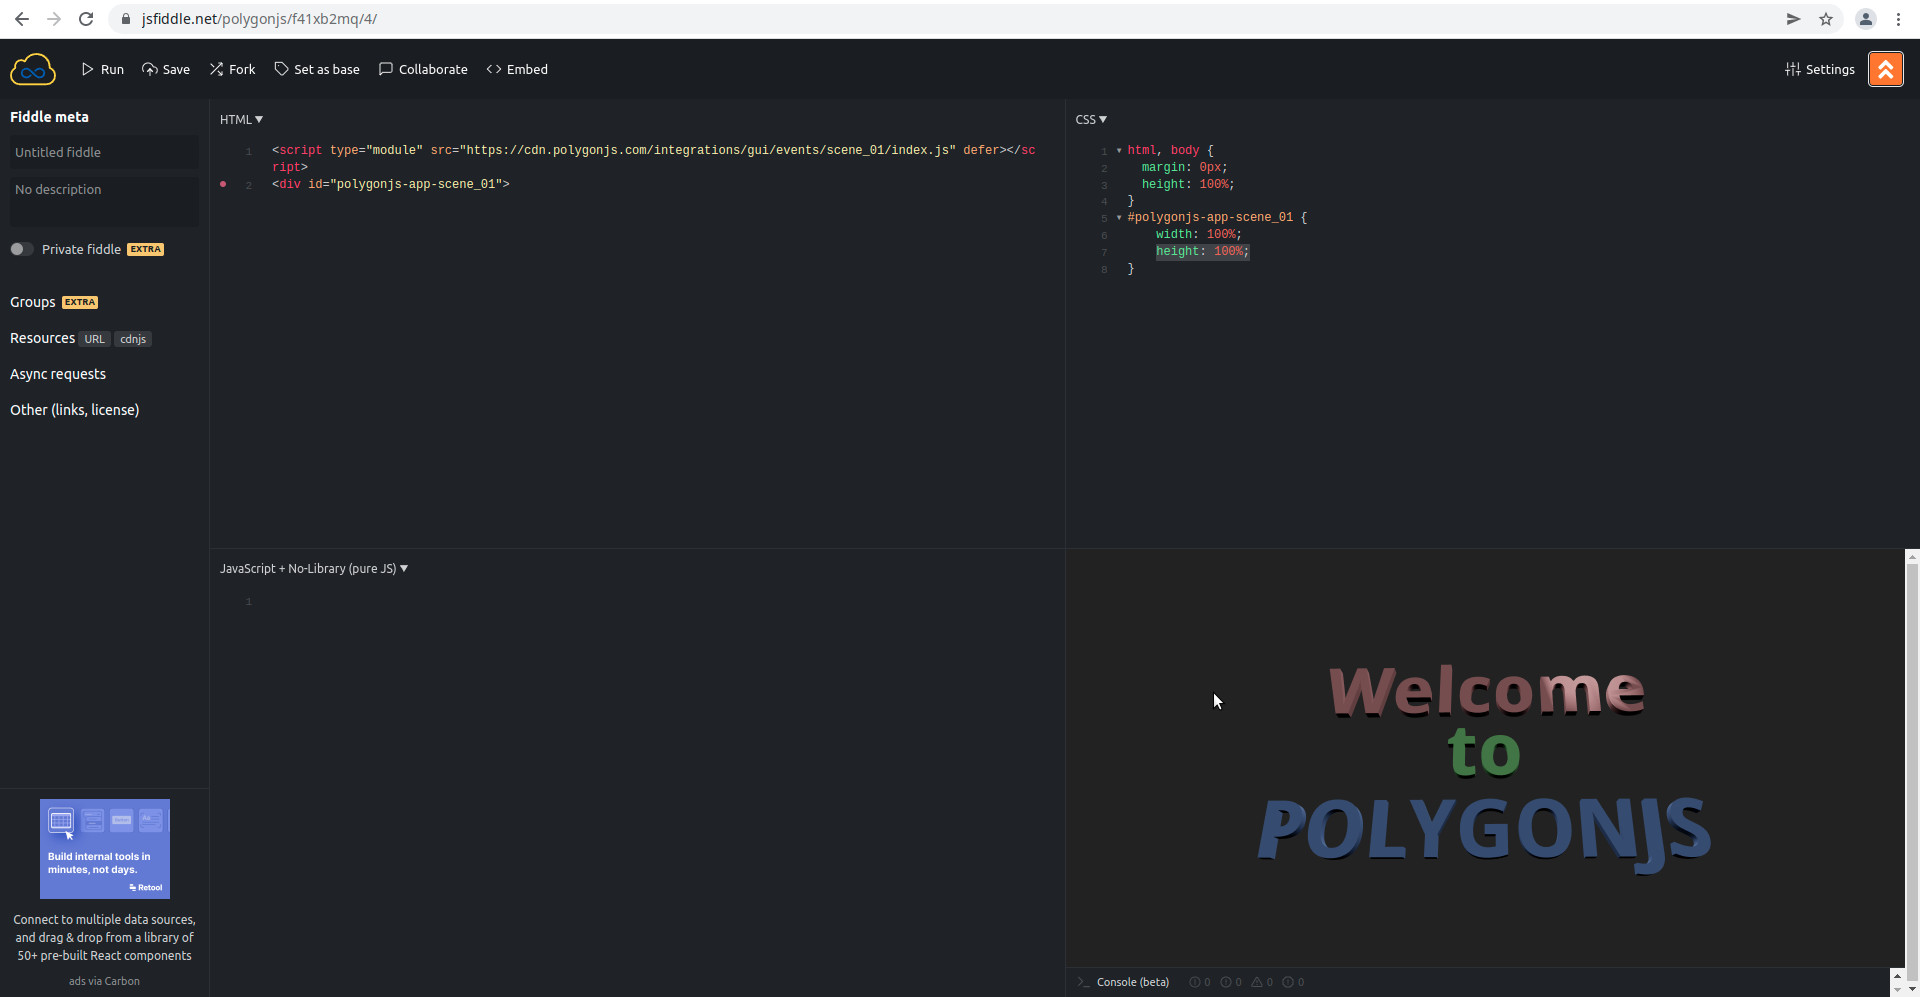 jsfiddle.net/polygonjs/f41xb2mq/4/
Run Save Fork Set as base Collaborate Embed Settings
Fiddle meta
Untitled fiddle
No description
Private fiddle EXTRA
Groups EXTRA
Resources URL cdnjs
Async requests
Other (links, license)
Build internal tools in
minutes, not days.
Retool
Connect to multiple data sources,
and drag & drop from a library of
50+ pre-built React components
ads via Carbon
HTML▼
1 <script type="module" src="https://cdn.polygonjs.com/integrations/gui/events/scene_01/index.js" defer></sc
ript>
2 <div id="polygonjs-app-scene_01">
CSS▼
1 html, body {
2 margin: 0px;
3 height: 100%;
4 }
5 #polygonjs-app-scene_01 {
6 width: 100%;
7 height: 100%;
8 }
JavaScript + No-Library (pure JS) ▼
1
Welcome
to
POLYGONJS
>_ Console (beta) 0 0 0 0